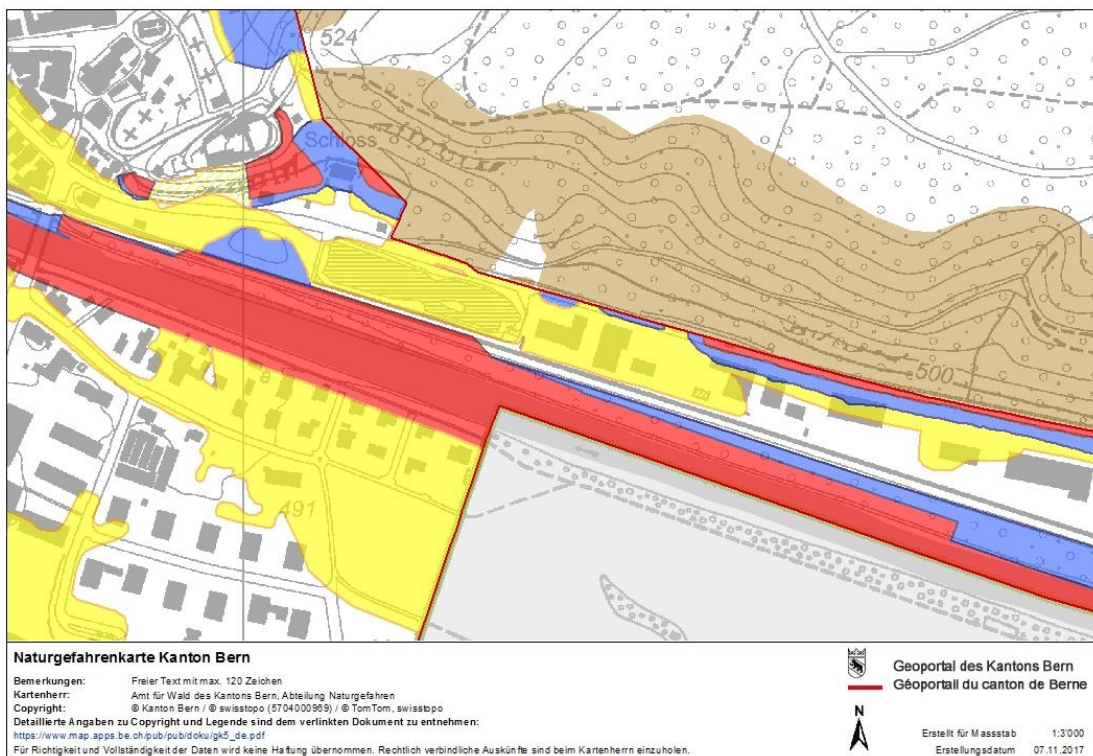 524
Schloss
500
491
Naturgefahrenkarte Kanton Bern
Bemerkungen: Freier Text mit max. 120 Zeichen
Kartenherr: Amt für Wald des Kantons Bern, Abteilung Naturgefahren
Copyright: © Kanton Bern / © swisstopo (5704000969) / © TomTom, swisstopo
Detaillierte Angaben zu Copyright und Legende sind dem verlinkten Dokument zu entnehmen:
https://www.map.apps.be.ch/pub/pub/doku/gk5_de.pdf
Für Richtigkeit und Vollständigkeit der Daten wird keine Haftung übernommen. Rechtlich verbindliche Auskünfte sind beim Kartenherrn einzuholen.
Geoportal des Kantons Bern
Géoportail du canton de Berne
N
Erstellt für Massstab 1:3'000
Erstellungsdatum 07.11.2017